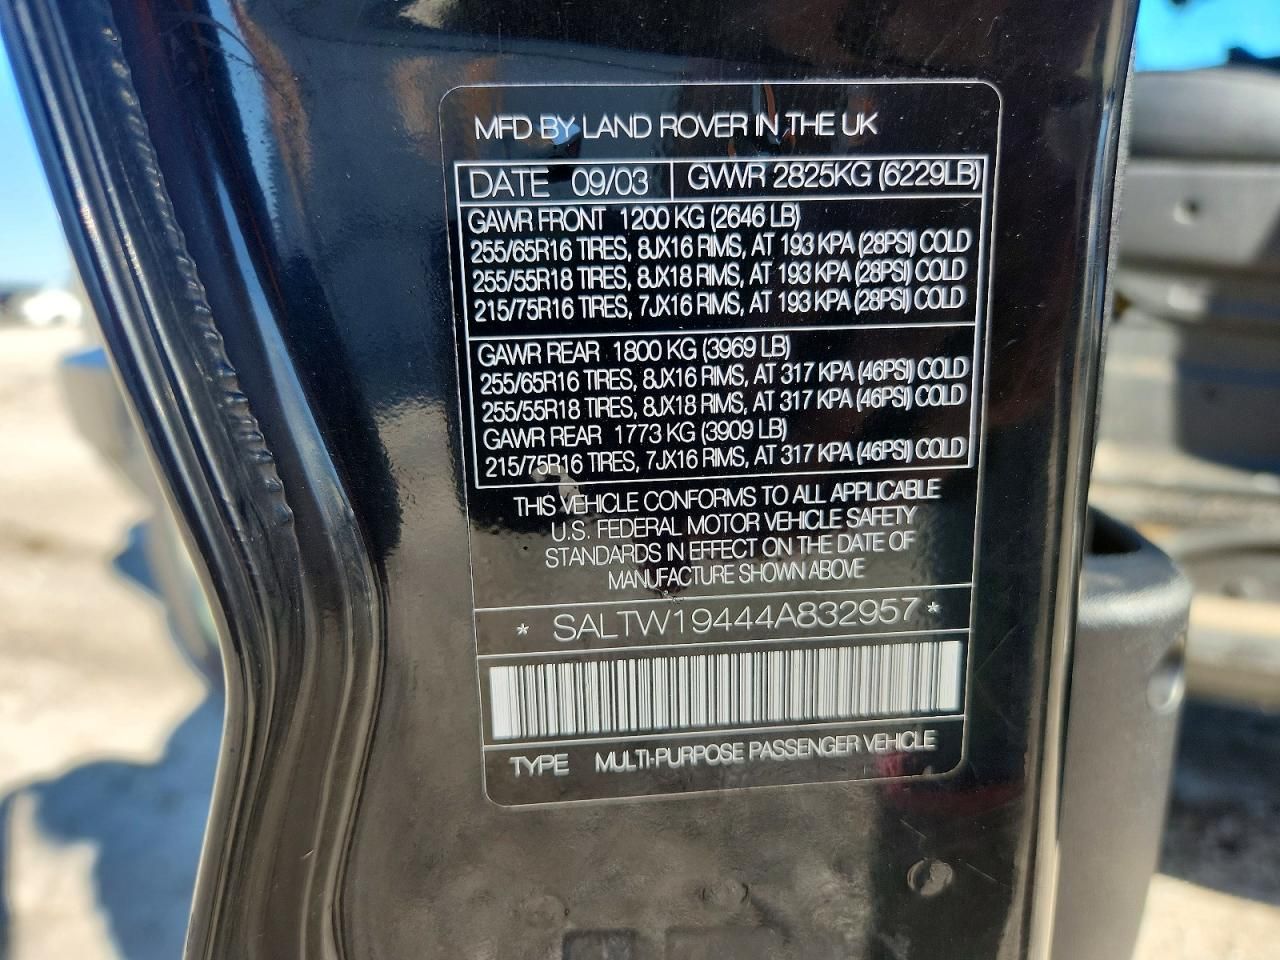 MFD BY LAND ROVER IN THE UK
DATE 09/03 GVWR 2825KG (6229LB)
GAWR FRONT 1200 KG (2646 LB)
255/65R16 TIRES, 8JX16 RIMS, AT 193 KPA (28PSI) COLD
255/55R18 TIRES, 8JX18 RIMS, AT 193 KPA (28PSI) COLD
215/75R16 TIRES, 7JX16 RIMS, AT 193 KPA (28PSI) COLD
GAWR REAR 1800 KG (3969 LB)
255/65R16 TIRES, 8JX16 RIMS, AT 317 KPA (46PSI) COLD
255/55R18 TIRES, 8JX18 RIMS, AT 317 KPA (46PSI) COLD
GAWR REAR 1773 KG (3909 LB)
215/75R16 TIRES, 7JX16 RIMS, AT 317 KPA (46PSI) COLD
THIS VEHICLE CONFORMS TO ALL APPLICABLE
U.S. FEDERAL MOTOR VEHICLE SAFETY
STANDARDS IN EFFECT ON THE DATE OF
MANUFACTURE SHOWN ABOVE
* SALTW19444A832957 *
TYPE MULTI-PURPOSE PASSENGER VEHICLE